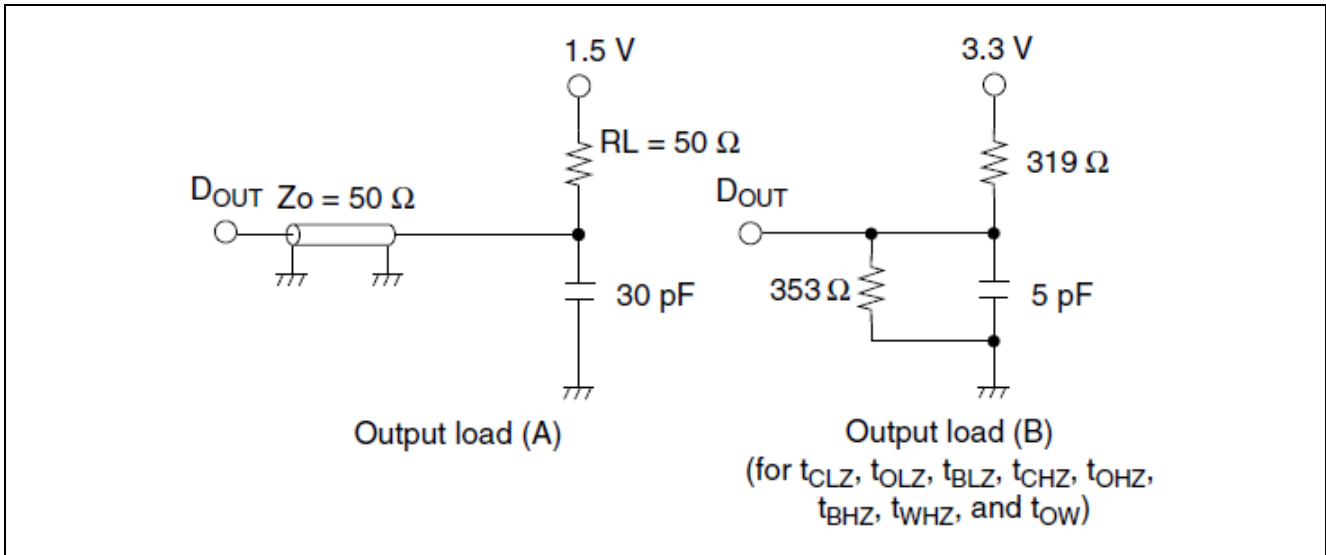 1.5 V
RL = 50 Ω
DOUT Zo = 50 Ω
30 pF
Output load (A)
3.3 V
319 Ω
DOUT
353 Ω
5 pF
Output load (B)
(for tCLZ, tOLZ, tBLZ, tCHZ, tOHZ,
tBHZ, tWHZ, and tOW)